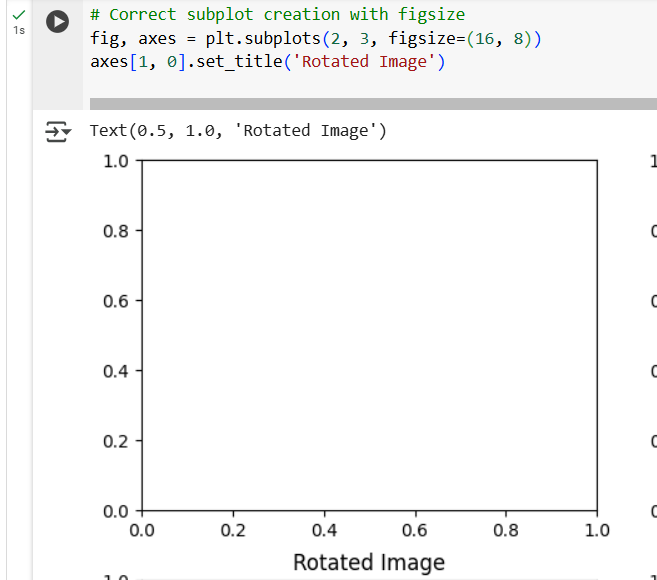 1s
# Correct subplot creation with figsize
fig, axes = plt.subplots(2, 3, figsize=(16, 8))
axes[1, 0].set_title('Rotated Image')
Text(0.5, 1.0, 'Rotated Image')
1.0
0.8
0.6
0.4
0.2
0.0
0.0 0.2 0.4 0.6 0.8 1.0
Rotated Image
1.0